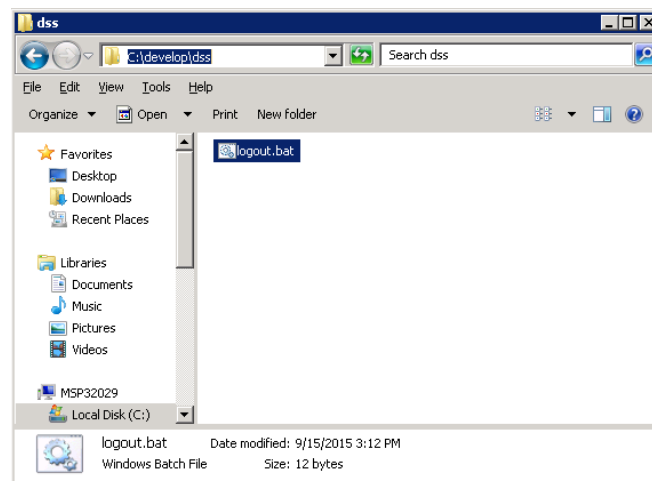 dss
C:\develop\dss
Search dss
File Edit View Tools Help
Organize Open Print New folder
Favorites
logout.bat
Desktop
Downloads
Recent Places
Libraries
Documents
Music
Pictures
Videos
MSP32029
Local Disk (C:)
logout.bat Date modified: 9/15/2015 3:12 PM
Windows Batch File Size: 12 bytes